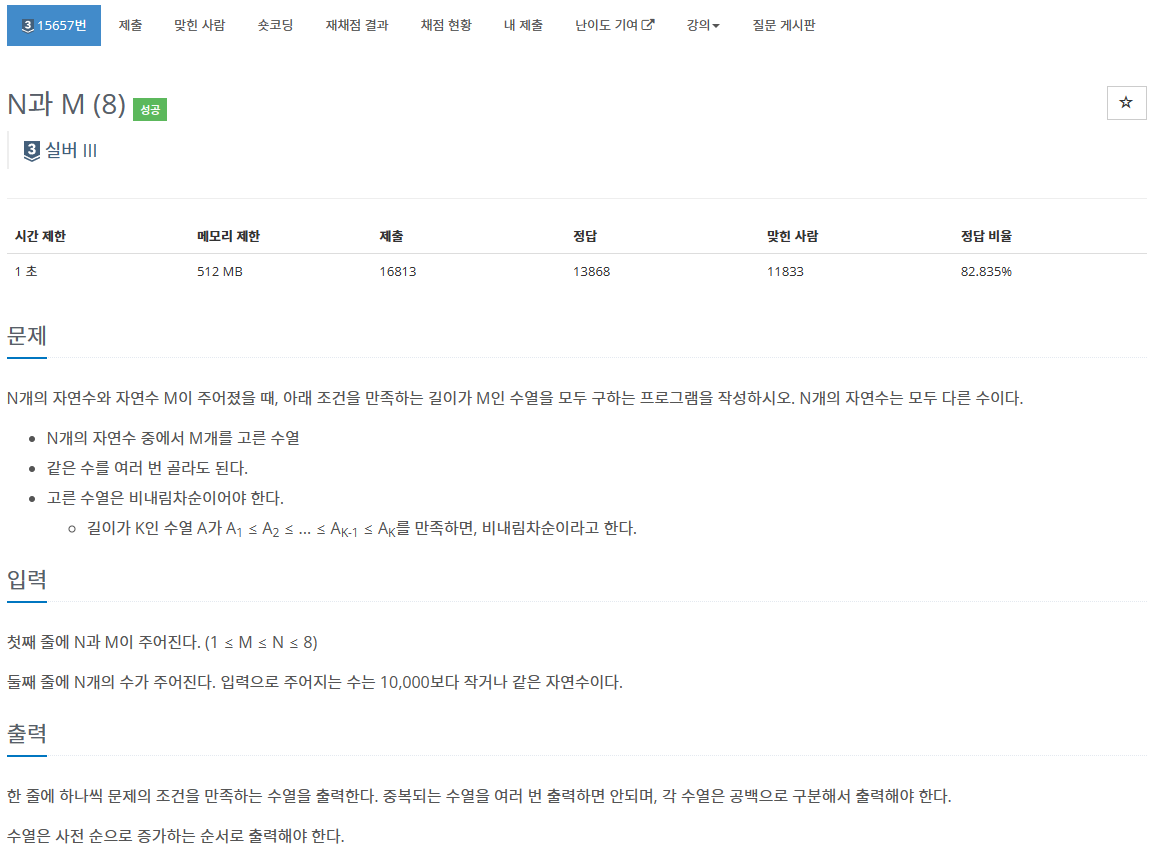 3 15657번 제출 맞힌 사람 숏코딩 재채점 결과 채점 현황 내 제출 난이도 기여 강의 질문 게시판
N과 M (8) 성공
3 실버 III
시간 제한 메모리 제한 제출 정답 맞힌 사람 정답 비율
1 초 512 MB 16813 13868 11833 82.835%
문제
N개의 자연수와 자연수 M이 주어졌을 때, 아래 조건을 만족하는 길이가 M인 수열을 모두 구하는 프로그램을 작성하시오. N개의 자연수는 모두 다른 수이다.
• N개의 자연수 중에서 M개를 고른 수열
• 같은 수를 여러 번 골라도 된다.
• 고른 수열은 비내림차순이어야 한다.
◦ 길이가 K인 수열 A가 A1 ≤ A2 ≤ ... ≤ AK-1 ≤ AK를 만족하면, 비내림차순이라고 한다.
입력
첫째 줄에 N과 M이 주어진다. (1 ≤ M ≤ N ≤ 8)
둘째 줄에 N개의 수가 주어진다. 입력으로 주어지는 수는 10,000보다 작거나 같은 자연수이다.
출력
한 줄에 하나씩 문제의 조건을 만족하는 수열을 출력한다. 중복되는 수열을 여러 번 출력하면 안되며, 각 수열은 공백으로 구분해서 출력해야 한다.
수열은 사전 순으로 증가하는 순서로 출력해야 한다.